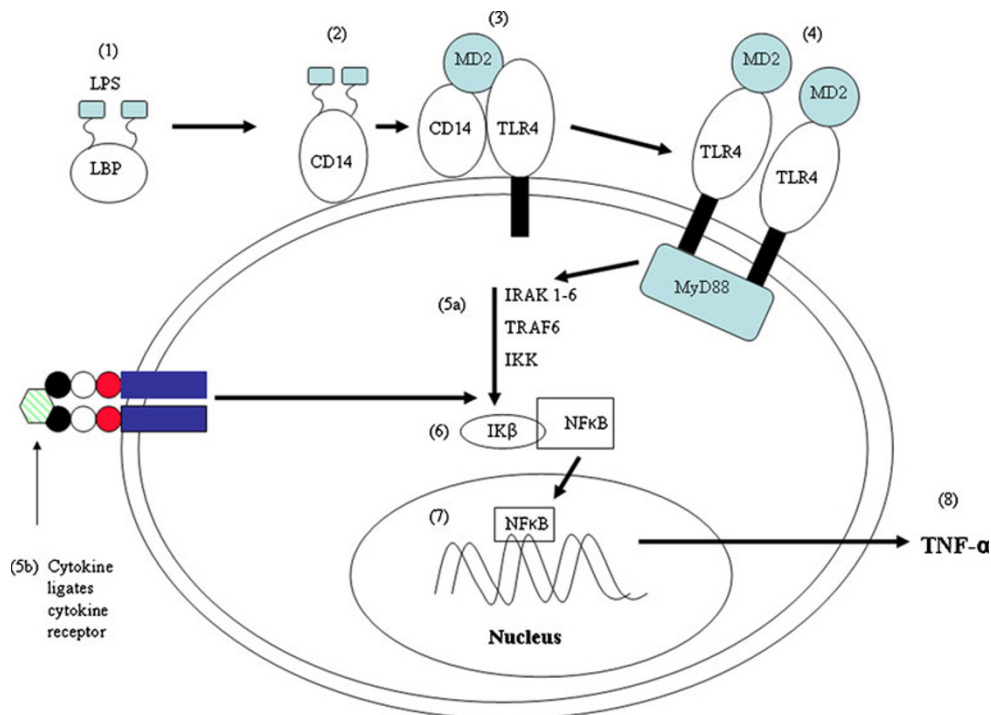 (1)
LPS
LBP
(2)
CD14
(3)
MD2
CD14
TLR4
(4)
MD2
MD2
TLR4
TLR4
MyD88
(5a)
IRAK 1-6
TRAF6
IKK
(6)
IKβ
NFκB
(7)
NFκB
Nucleus
(8)
TNF-α
(5b) Cytokine
ligates
cytokine
receptor